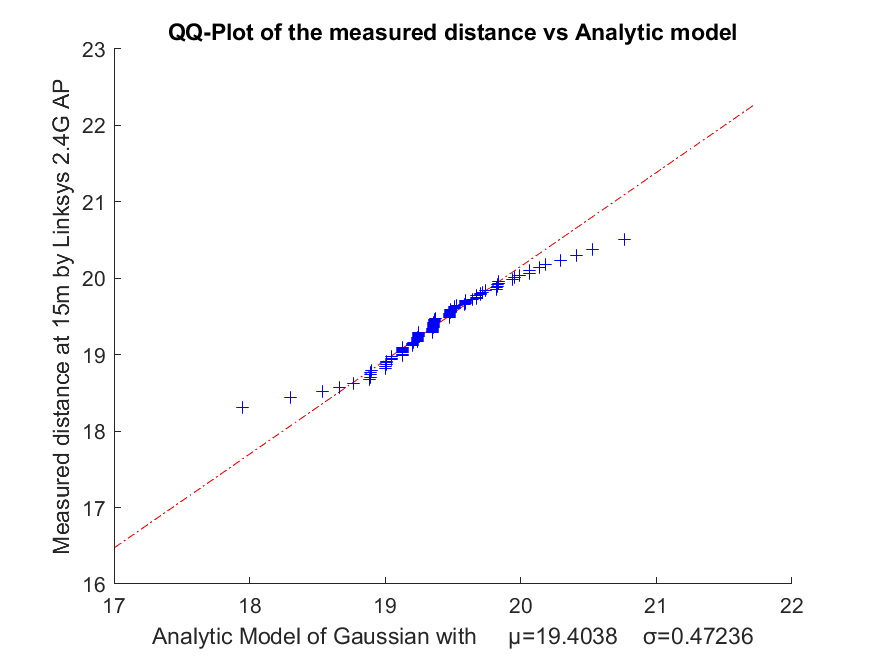 QQ-Plot of the measured distance vs Analytic model
Measured distance at 15m by Linksys 2.4G AP
23
22
21
20
19
18
17
16
17 18 19 20 21 22
Analytic Model of Gaussian with μ=19.4038 σ=0.47236